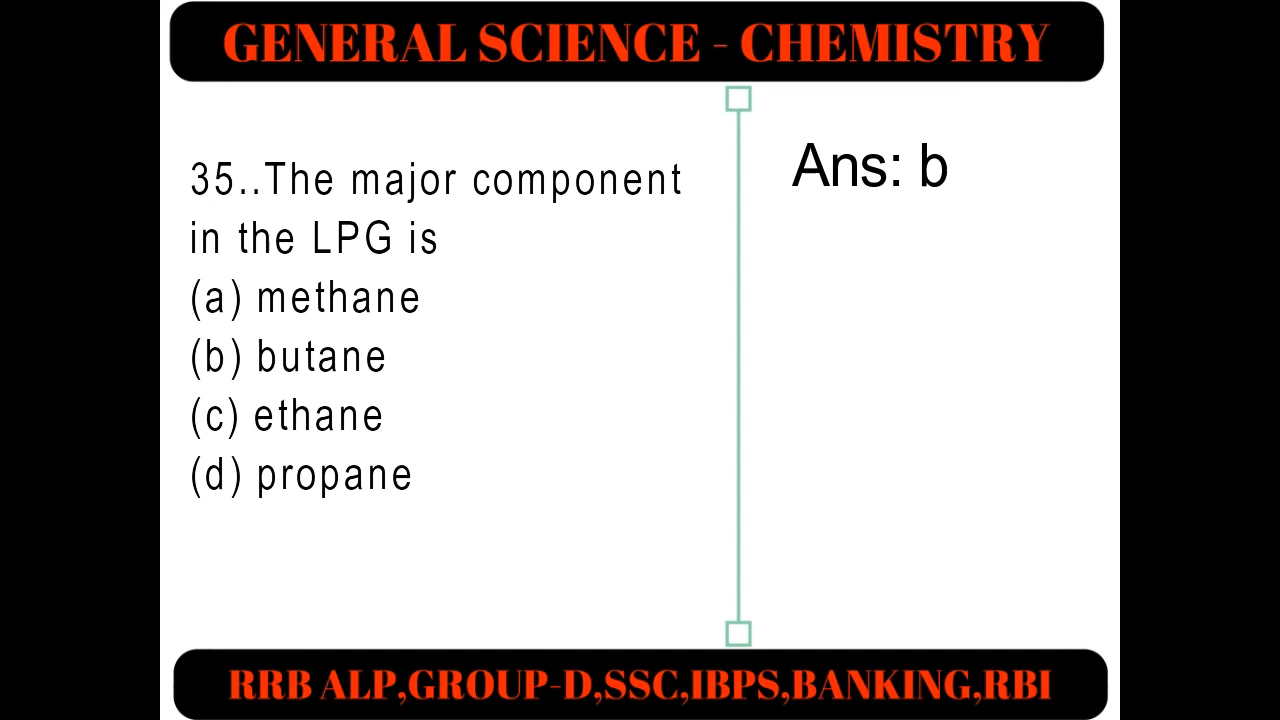 GENERAL SCIENCE - CHEMISTRY
35..The major component
in the LPG is
(a) methane
(b) butane
(c) ethane
(d) propane
Ans: b
RRB ALP,GROUP-D,SSC,IBPS,BANKING,RBI